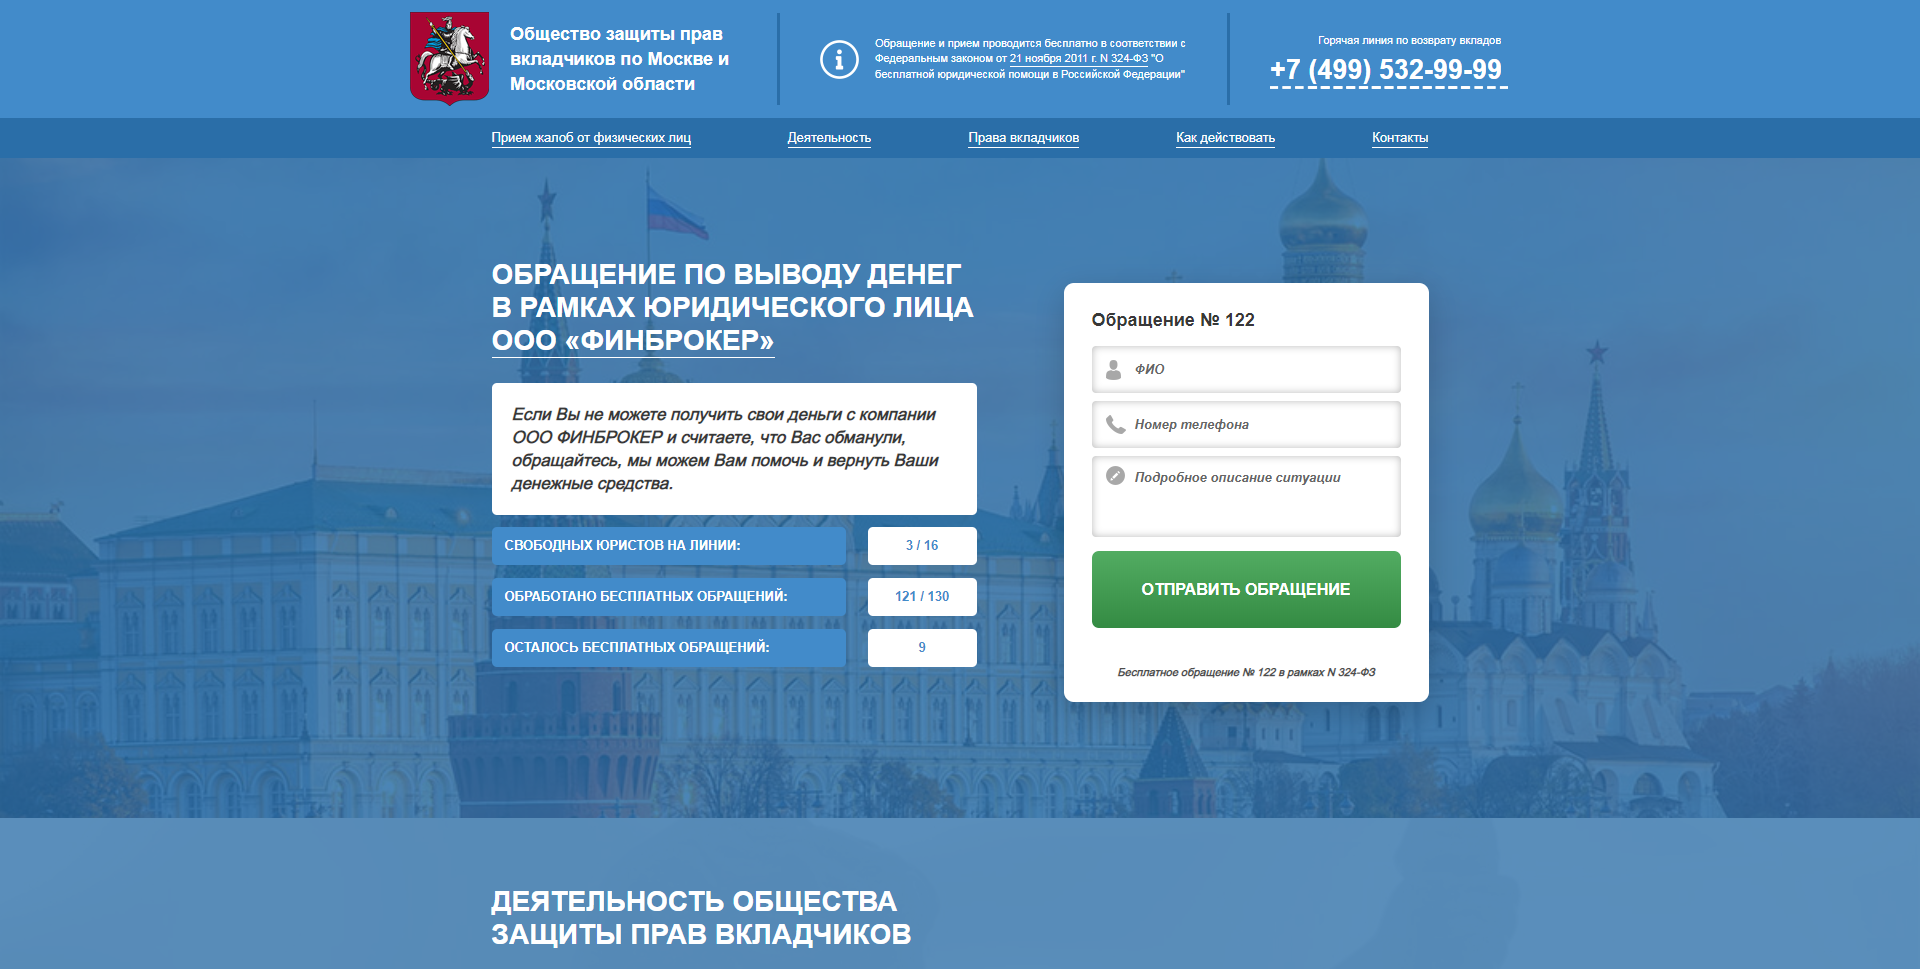 Общество защиты прав
вкладчиков по Москве и
Московской области
Обращение и прием проводится бесплатно в соответствии с
Федеральным законом от 21 ноября 2011 г. N 324-ФЗ "О
бесплатной юридической помощи в Российской Федерации"
Горячая линия по возврату вкладов
+7 (499) 532-99-99
Прием жалоб от физических лиц
Деятельность
Права вкладчиков
Как действовать
Контакты
ОБРАЩЕНИЕ ПО ВЫВОДУ ДЕНЕГ
В РАМКАХ ЮРИДИЧЕСКОГО ЛИЦА
ООО «ФИНБРОКЕР»
Если Вы не можете получить свои деньги с компании
ООО ФИНБРОКЕР и считаете, что Вас обманули,
обращайтесь, мы можем Вам помочь и вернуть Ваши
денежные средства.
СВОБОДНЫХ ЮРИСТОВ НА ЛИНИИ:
3 / 16
ОБРАБОТАНО БЕСПЛАТНЫХ ОБРАЩЕНИЙ:
121 / 130
ОСТАЛОСЬ БЕСПЛАТНЫХ ОБРАЩЕНИЙ:
9
Обращение № 122
ФИО
Номер телефона
Подробное описание ситуации
ОТПРАВИТЬ ОБРАЩЕНИЕ
Бесплатное обращение № 122 в рамках N 324-ФЗ
ДЕЯТЕЛЬНОСТЬ ОБЩЕСТВА
ЗАЩИТЫ ПРАВ ВКЛАДЧИКОВ